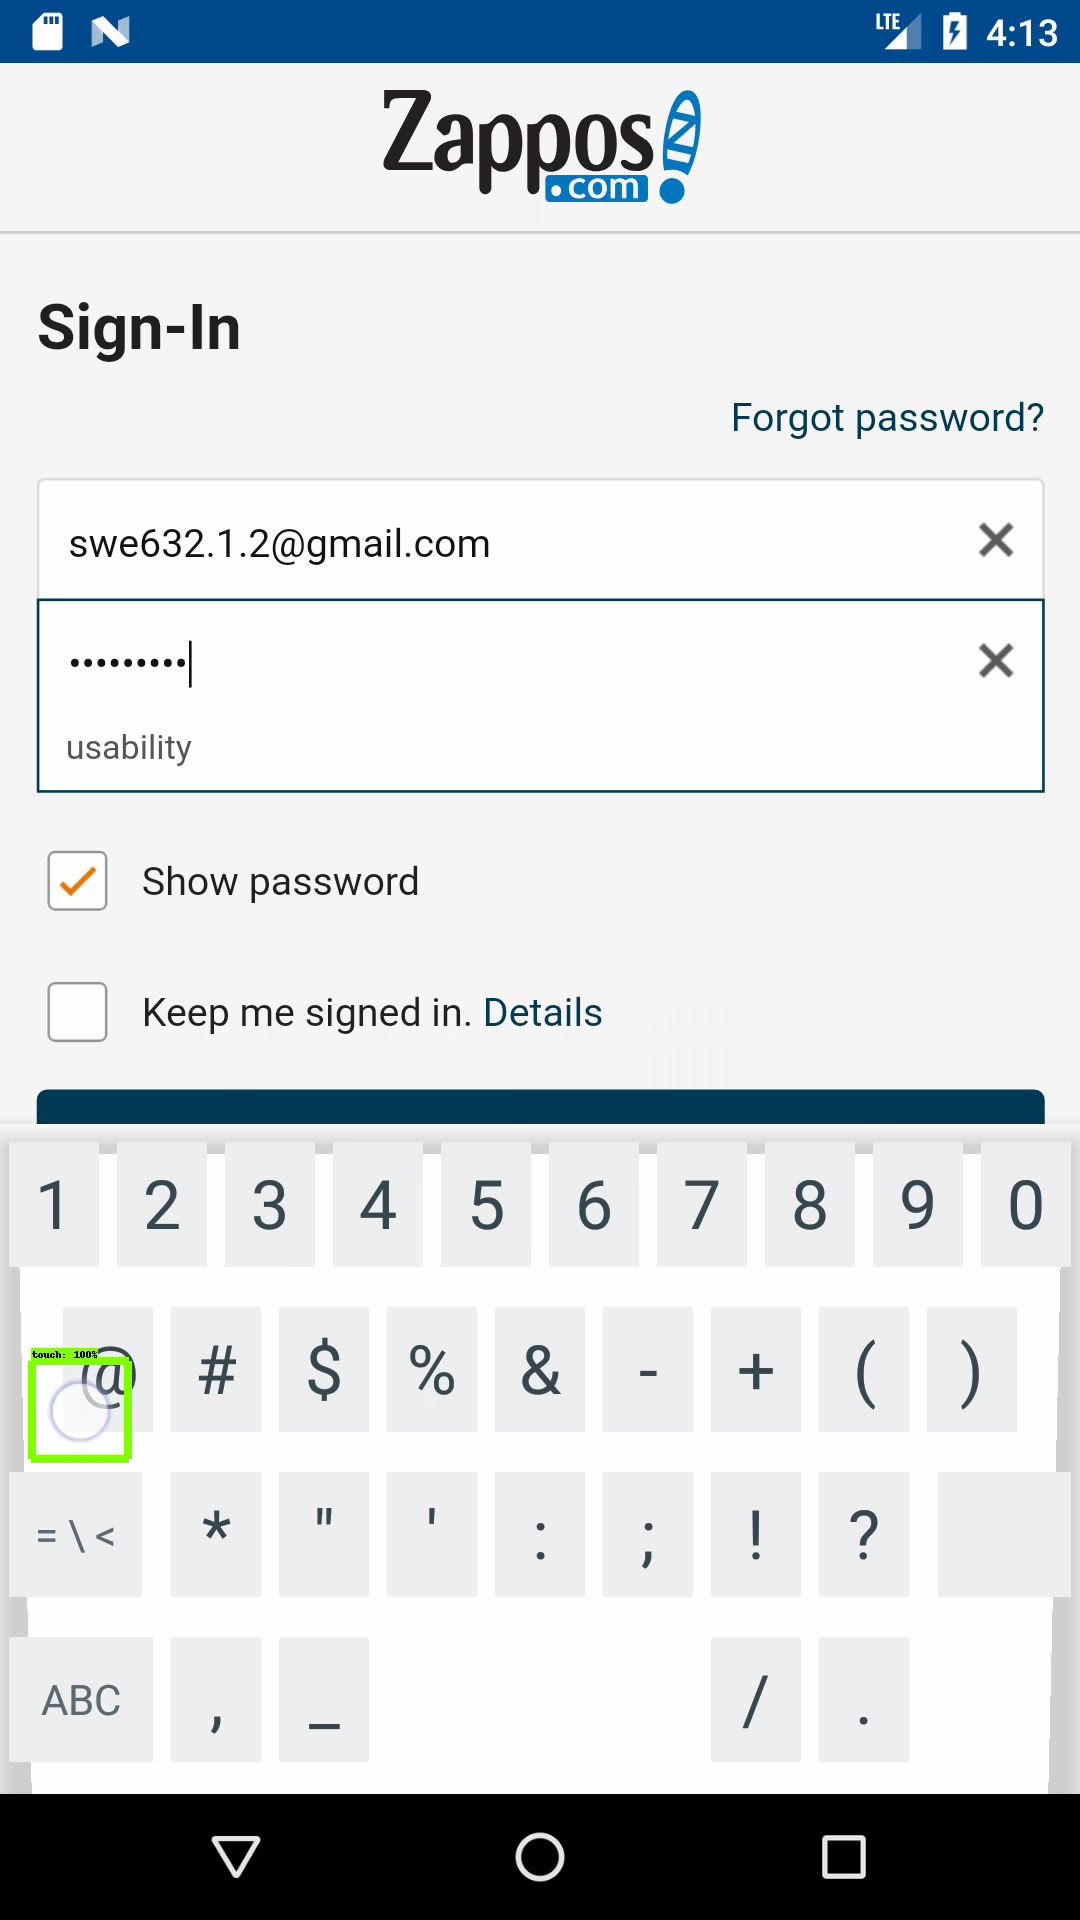 LTE 4:13
Zappos
.com
Sign-In
Forgot password?
swe632.1.2@gmail.com
•••••••••
usability
Show password
Keep me signed in. Details
1 2 3 4 5 6 7 8 9 0
touch: 100%
@ # $ % & - + ( )
= \ < * " ' : ; ! ?
ABC , _ / .